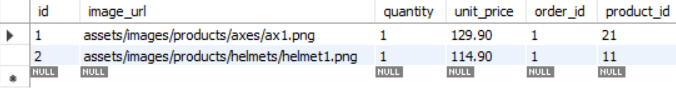 id image_url quantity unit_price order_id product_id
1 assets/images/products/axes/ax1.png 1 129.90 1 21
2 assets/images/products/helmets/helmet1.png 1 114.90 1 11
NULL NULL NULL NULL NULL NULL